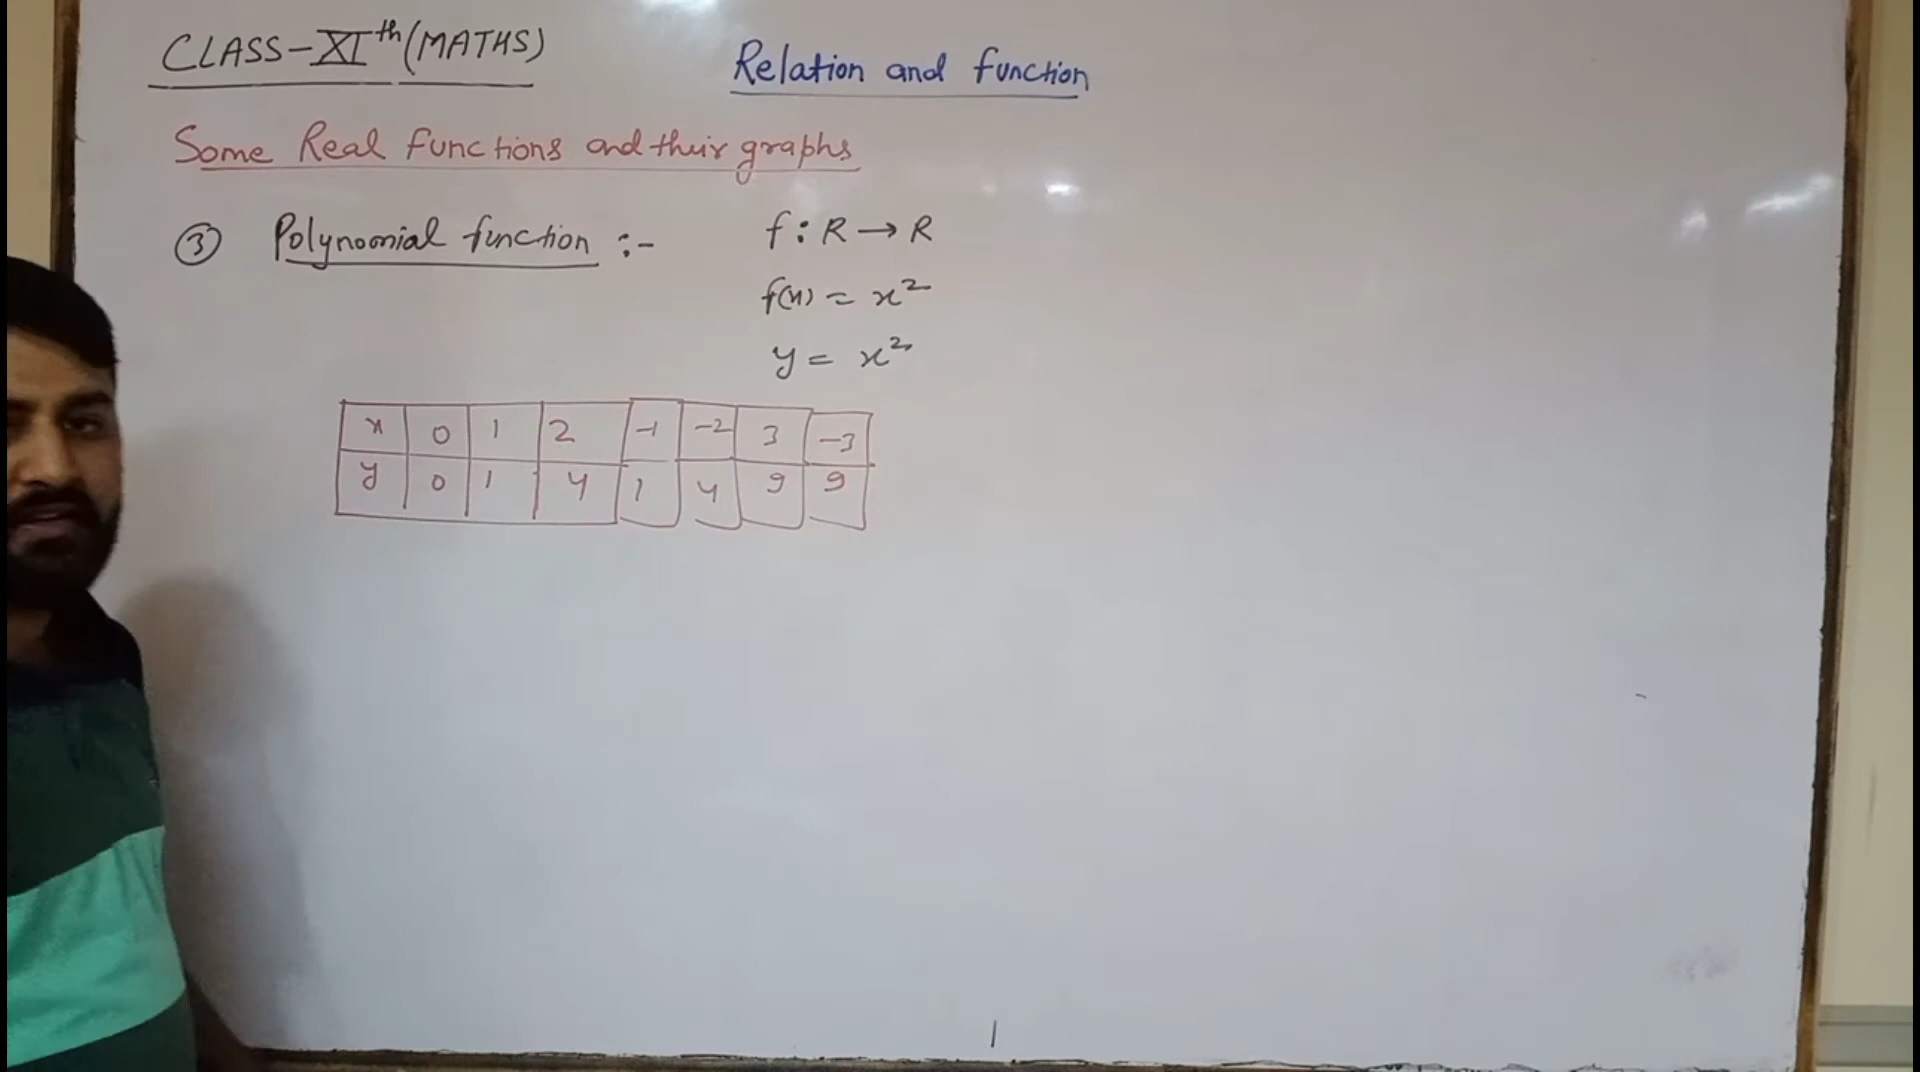 CLASS-XIth (MATHS)
Relation and function
Some Real functions and their graphs
③ Polynomial function :-
f : R → R
f(x) = x²
y = x²
x 0 1 2 -1 -2 3 -3
y 0 1 4 1 4 9 9